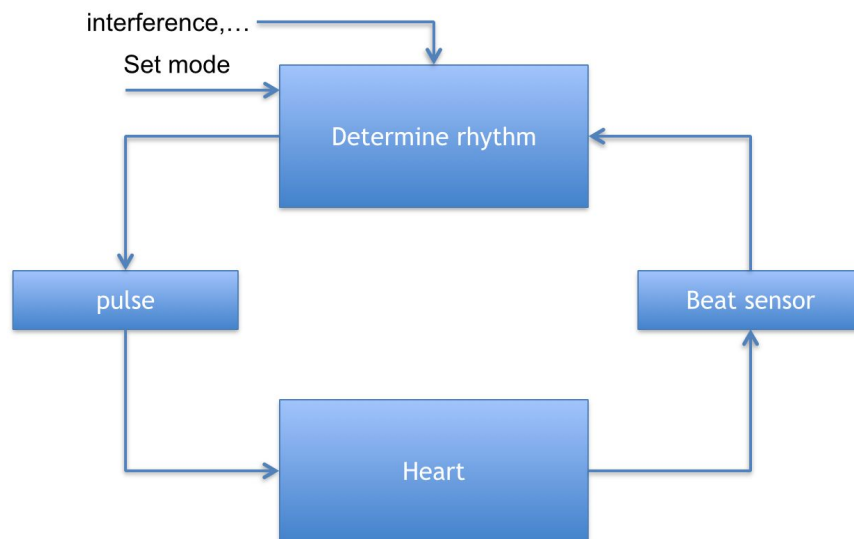 interference,…
Set mode
Determine rhythm
pulse
Beat sensor
Heart